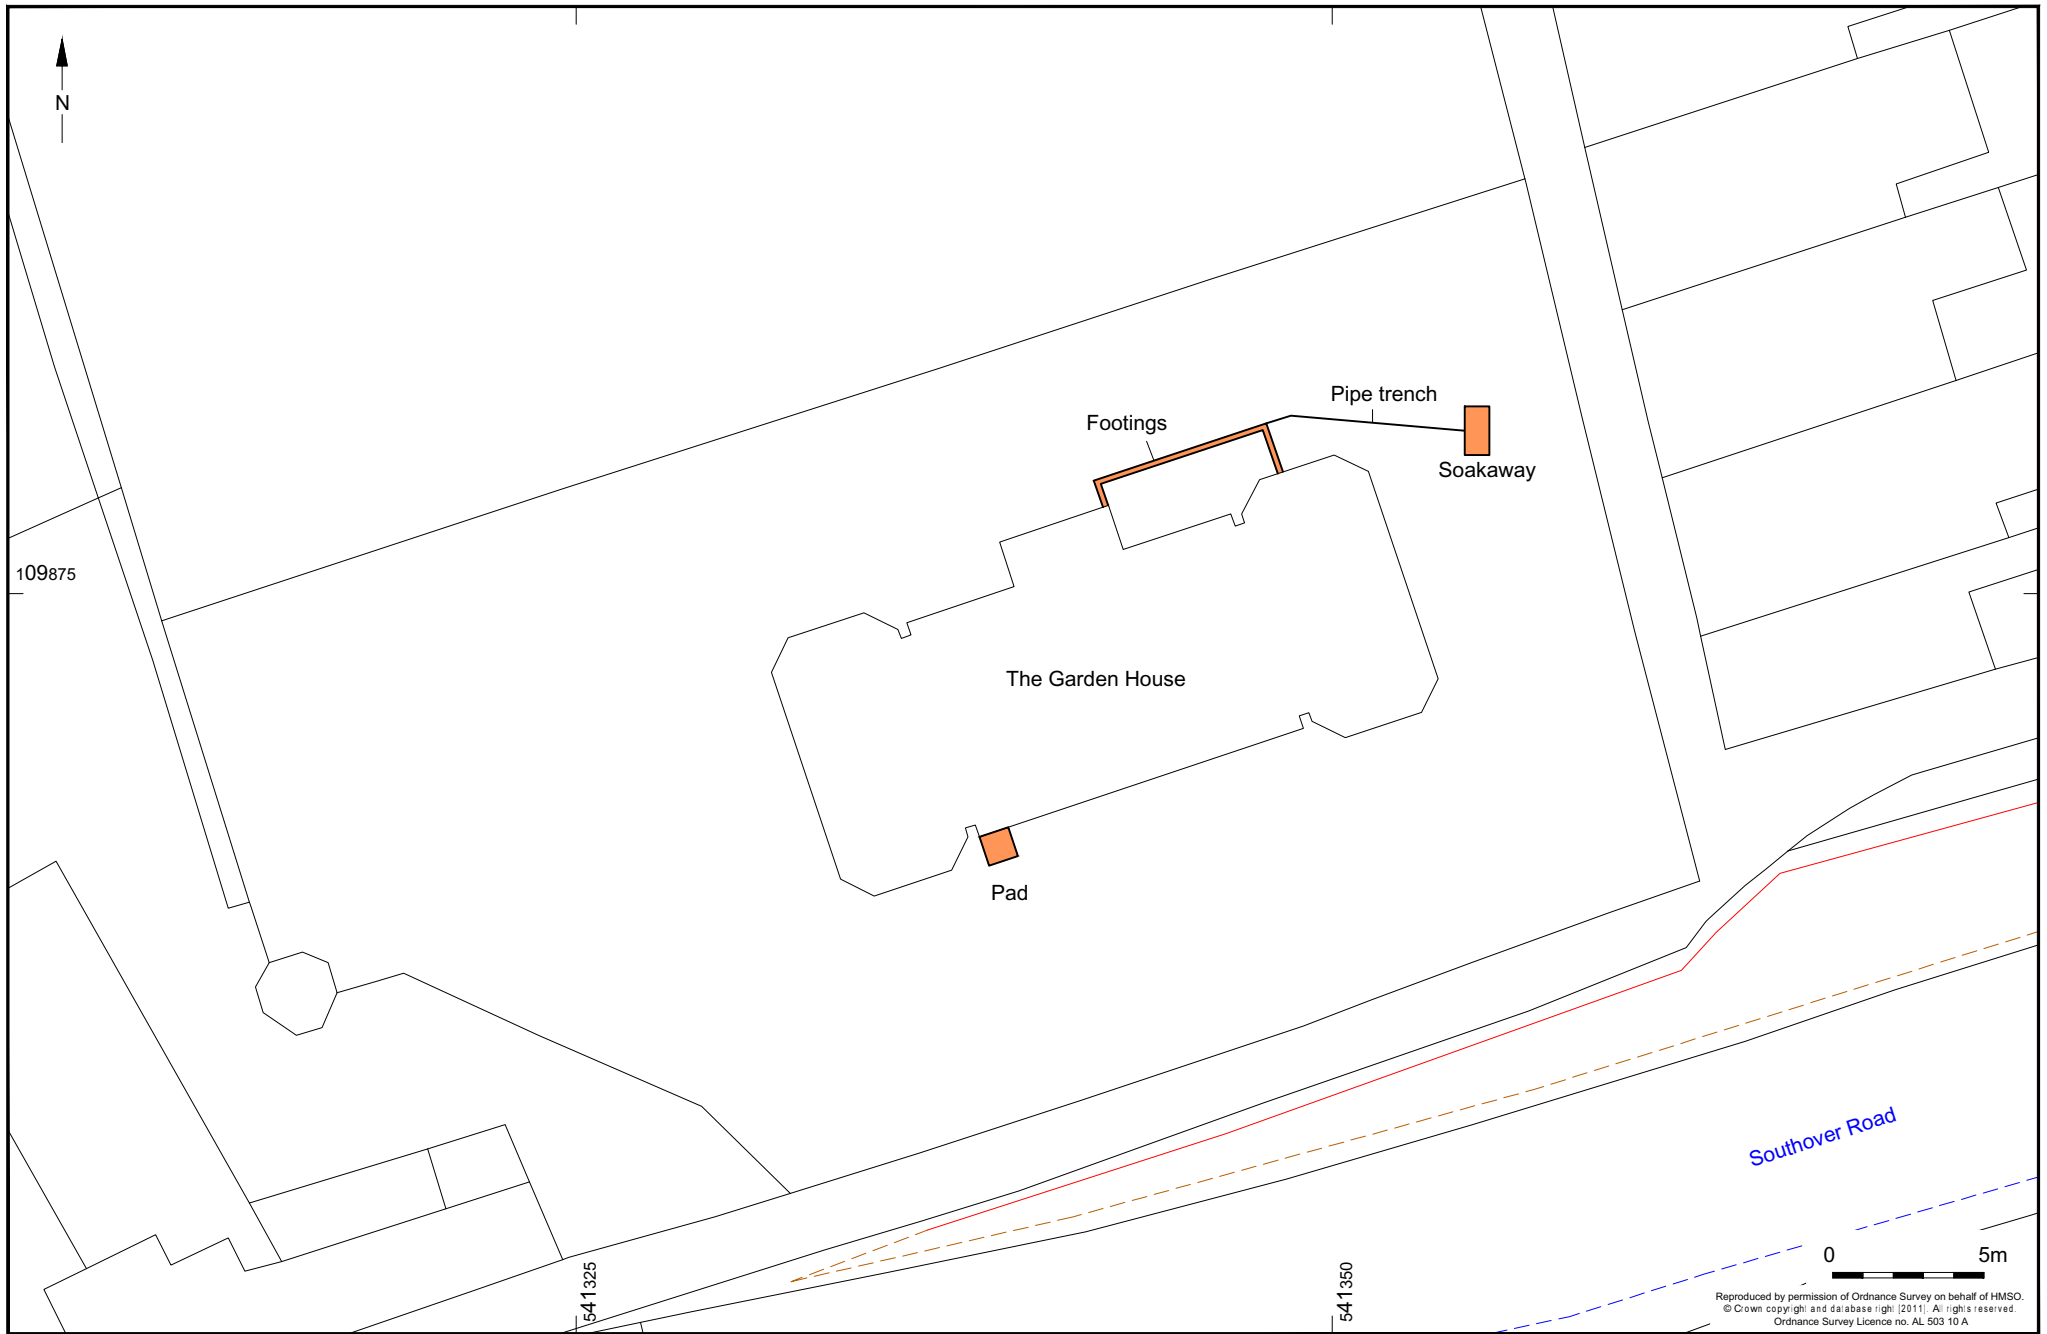 N
Pipe trench
Footings
Soakaway
109875
The Garden House
Pad
Southover Road
541325
541350
0 5m
Reproduced by permission of Ordnance Survey on behalf of HMSO.
© Crown copyright and database right [2011]. All rights reserved.
Ordnance Survey Licence no. AL 503 10 A